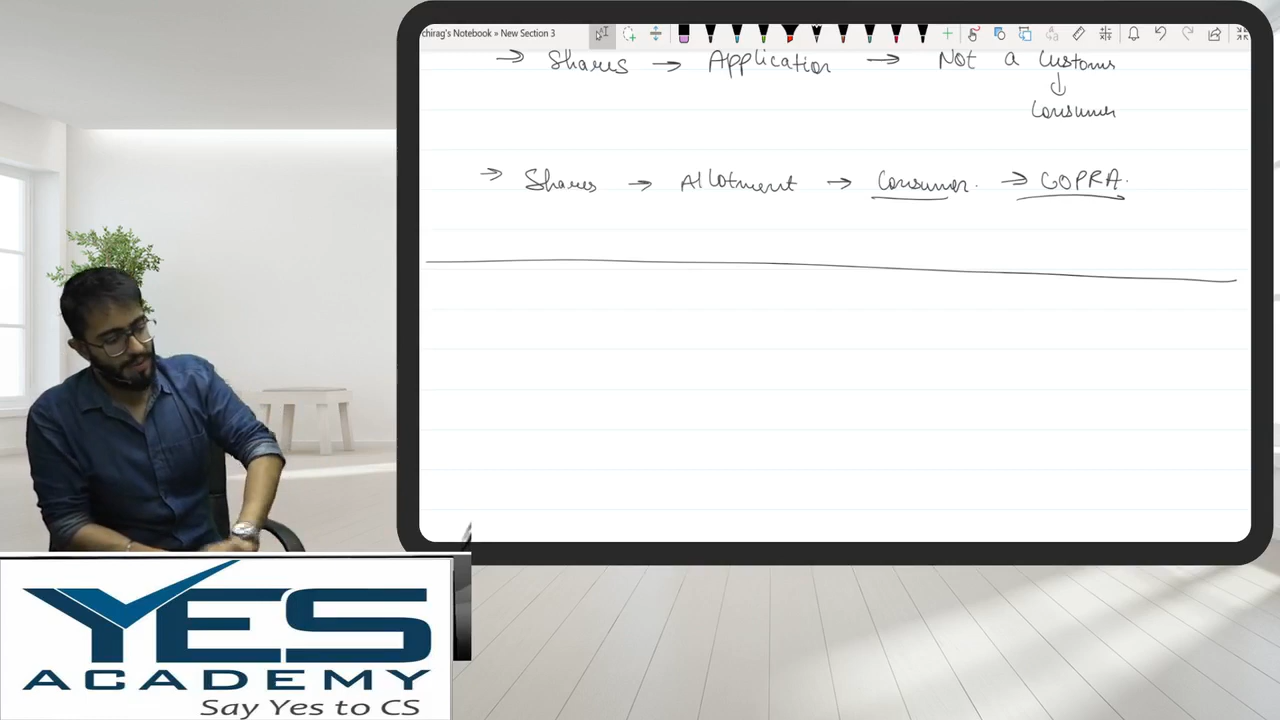 chirag's Notebook » New Section 3
→ Shares → Application → Not a Customer
↓
Consumer
→ Shares → Allotment → Consumer. → COPRA.
YES
ACADEMY
Say Yes to CS